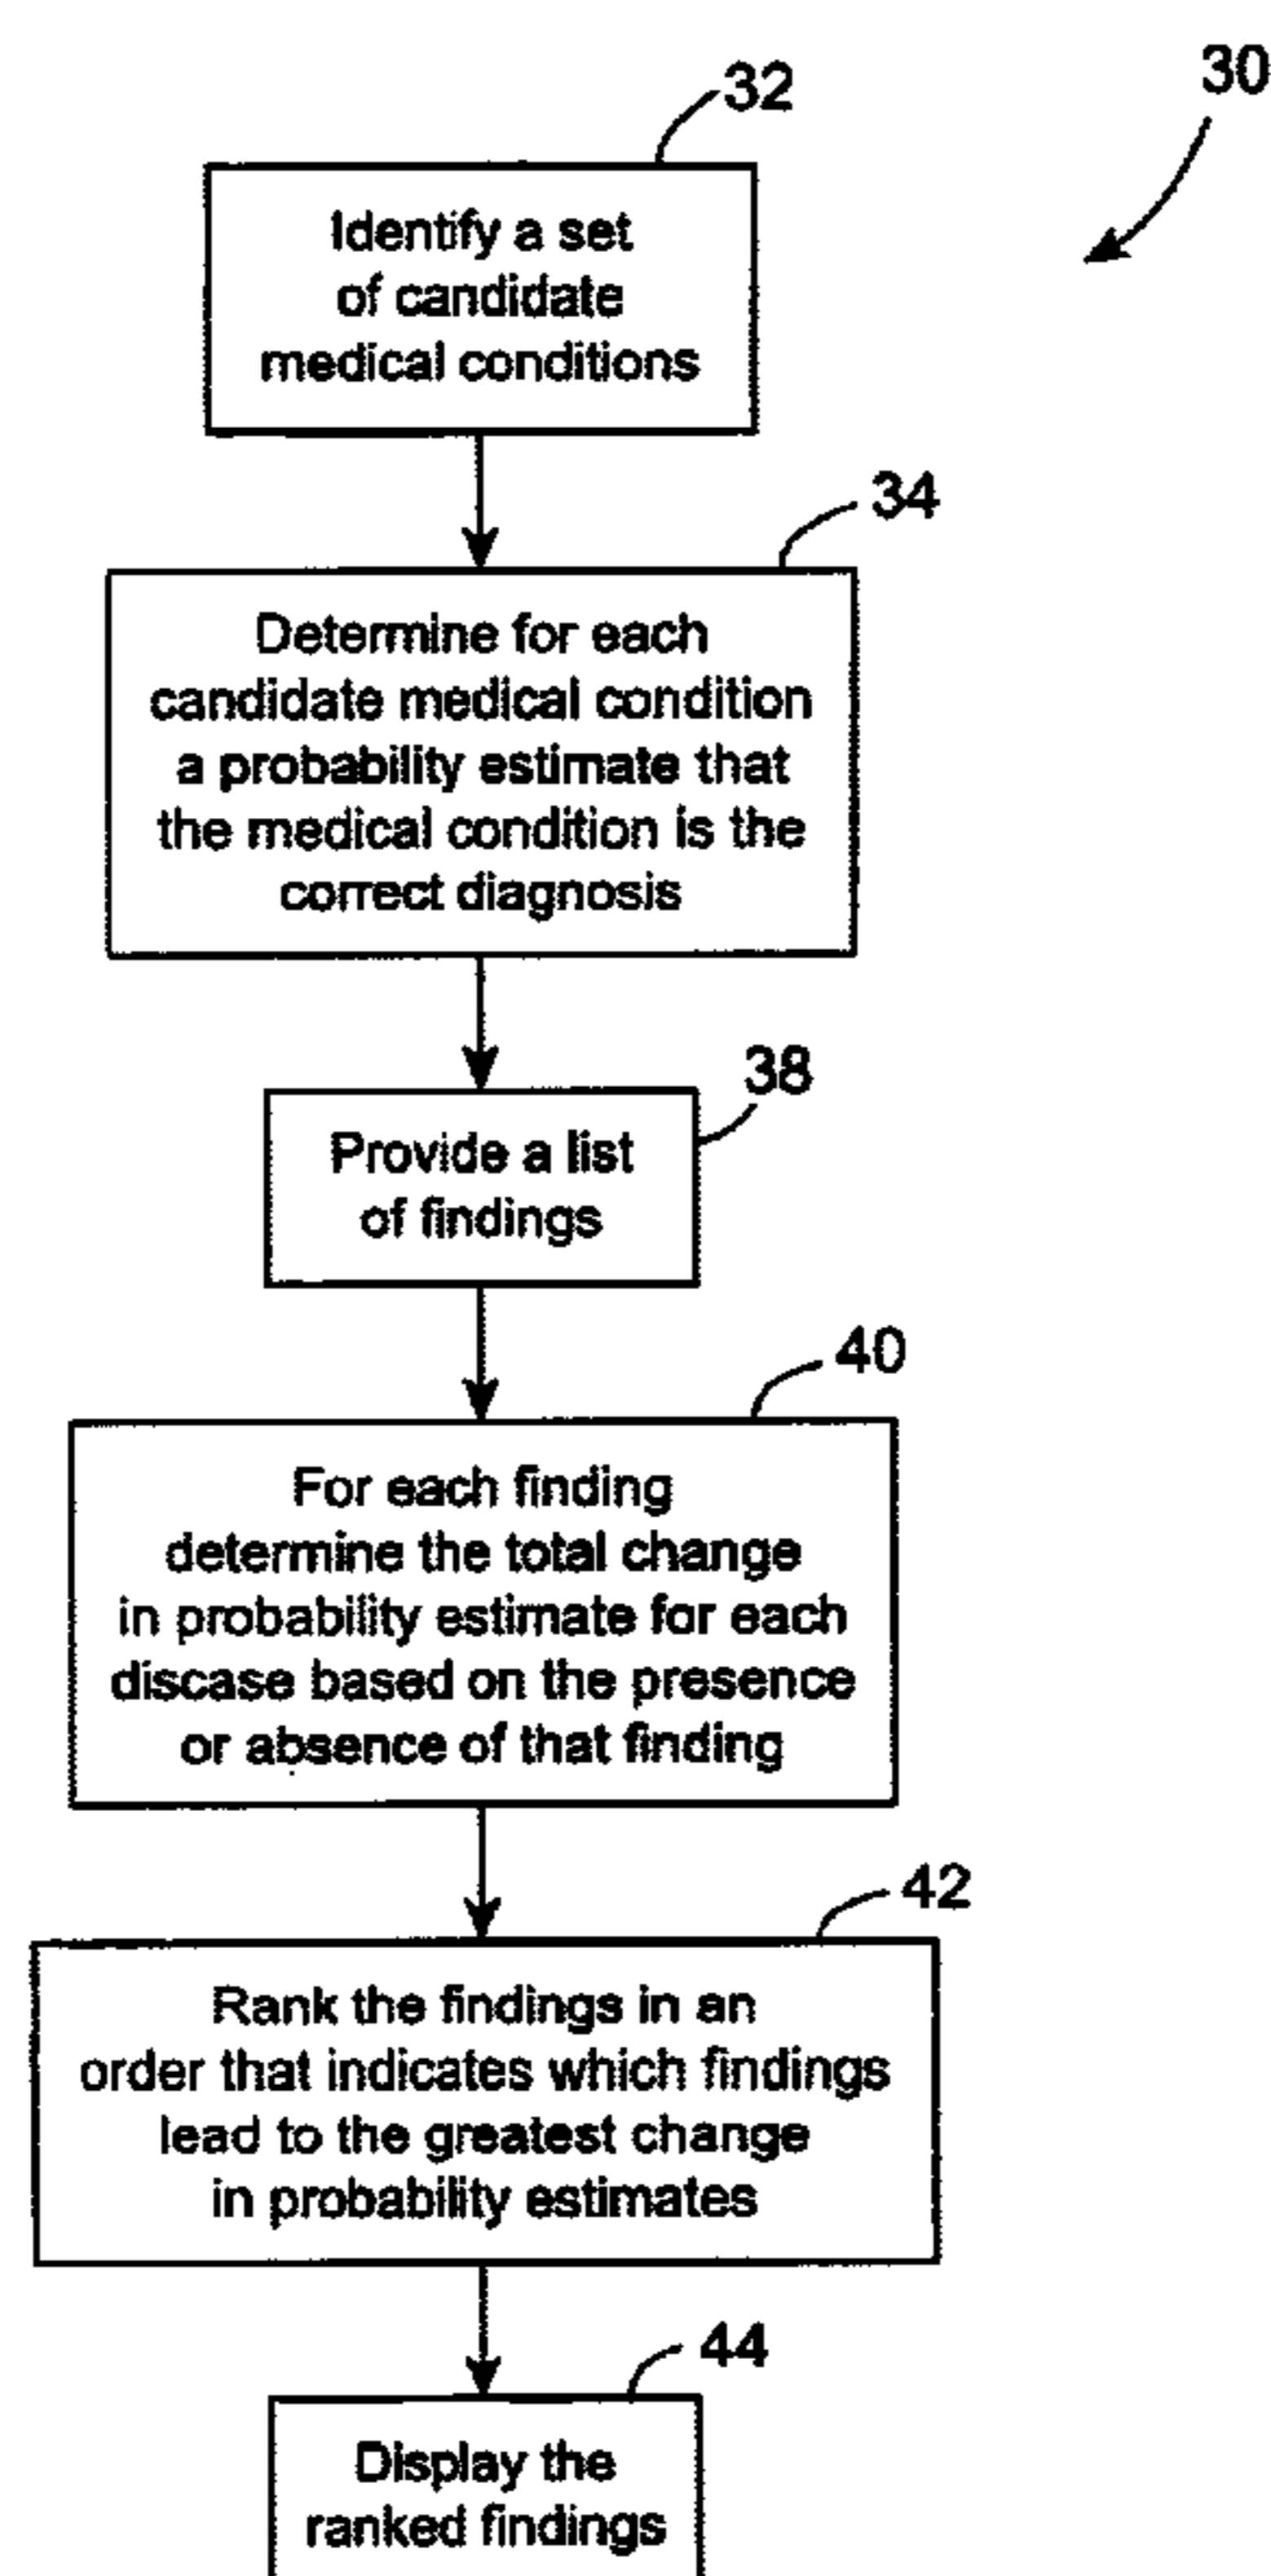 30
32
Identify a set
of candidate
medical conditions
34
Determine for each
candidate medical condition
a probability estimate that
the medical condition is the
correct diagnosis
38
Provide a list
of findings
40
For each finding
determine the total change
in probability estimate for each
discase based on the presence
or absence of that finding
42
Rank the findings in an
order that indicates which findings
lead to the greatest change
in probability estimates
44
Display the
ranked findings